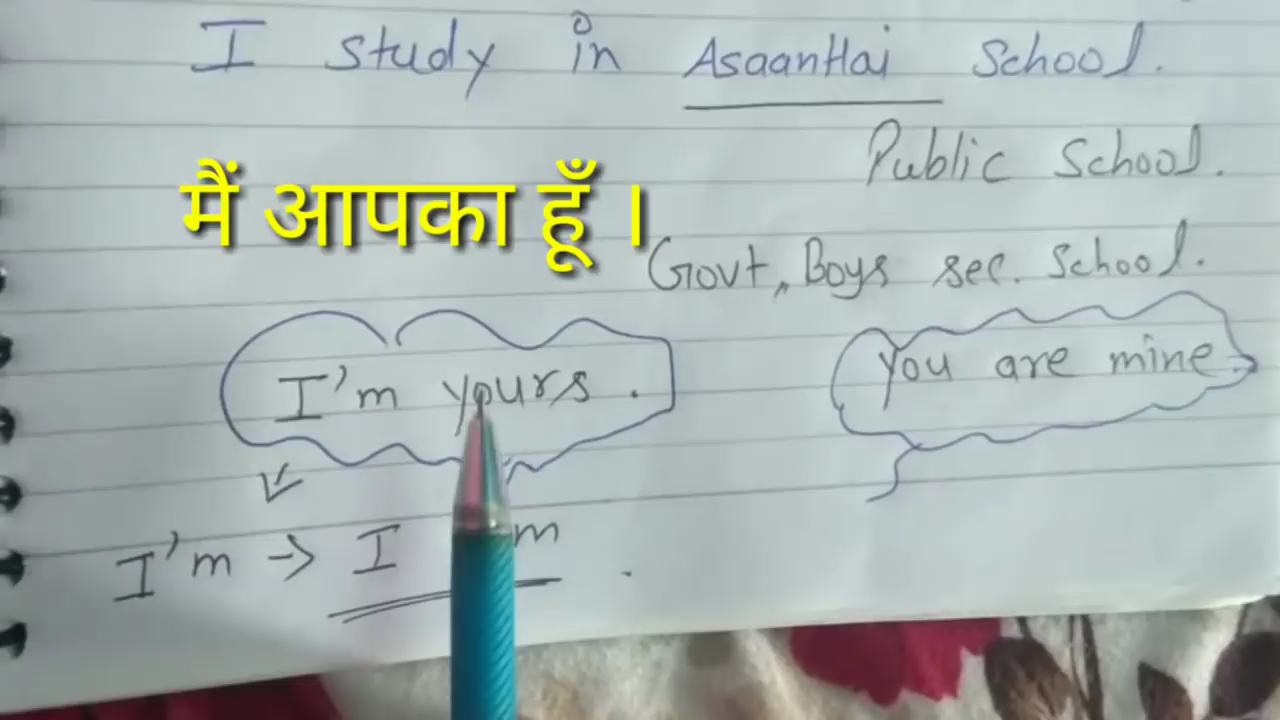 I study in AsaanHai School.
Public School.
मैं आपका हूँ ।
Govt, Boys sec. School.
I'm yours.
You are mine.
I'm -> I m .